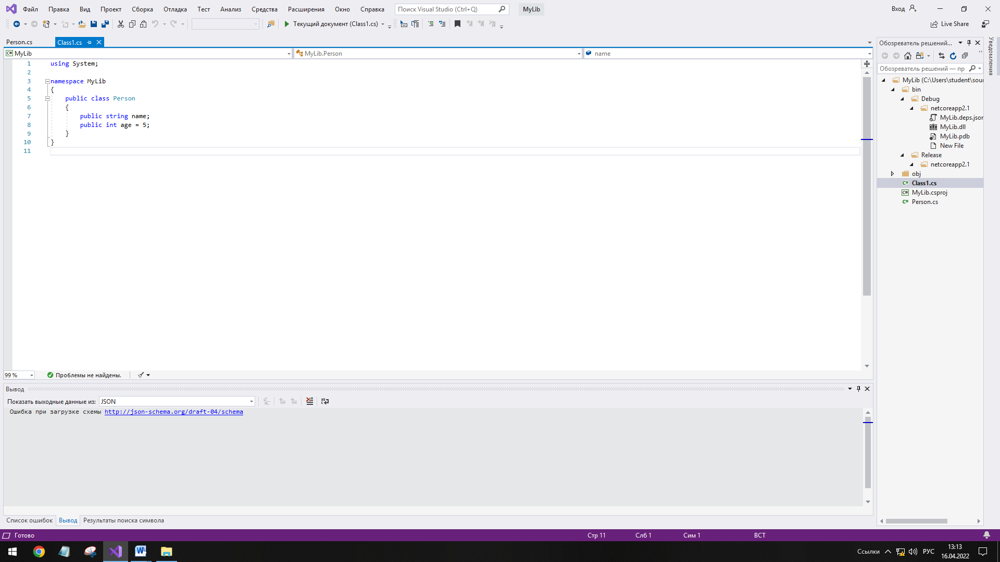 Файл Правка Вид Проект Сборка Отладка Тест Анализ Средства Расширения Окно Справка Поиск Visual Studio (Ctrl+Q) MyLib Вход
Текущий документ (Class1.cs) Live Share
Person.cs Class1.cs
MyLib MyLib.Person name
1 using System;
2
3 namespace MyLib
4 {
5 public class Person
6 {
7 public string name;
8 public int age = 5;
9 }
10 }
11
99 % Проблемы не найдены.
Вывод
Показать выходные данные из: JSON
Ошибка при загрузке схемы http://json-schema.org/draft-04/schema
Список ошибок Вывод Результаты поиска символа
Обозреватель решений...
Обозреватель решений — пр
MyLib (C:\Users\student\sour
bin
Debug
netcoreapp2.1
MyLib.deps.json
MyLib.dll
MyLib.pdb
New File
Release
netcoreapp2.1
obj
Class1.cs
MyLib.csproj
Person.cs
Уведомления
Готово Стр 11 Слб 1 Сим 1 ВСТ
Ссылки РУС 13:13
16.04.2022